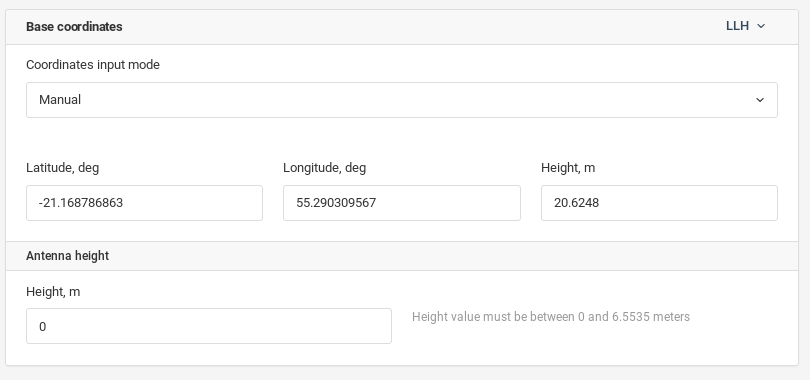 Base coordinates LLH
Coordinates input mode
Manual
Latitude, deg Longitude, deg Height, m
-21.168786863 55.290309567 20.6248
Antenna height
Height, m
Height value must be between 0 and 6.5535 meters
0